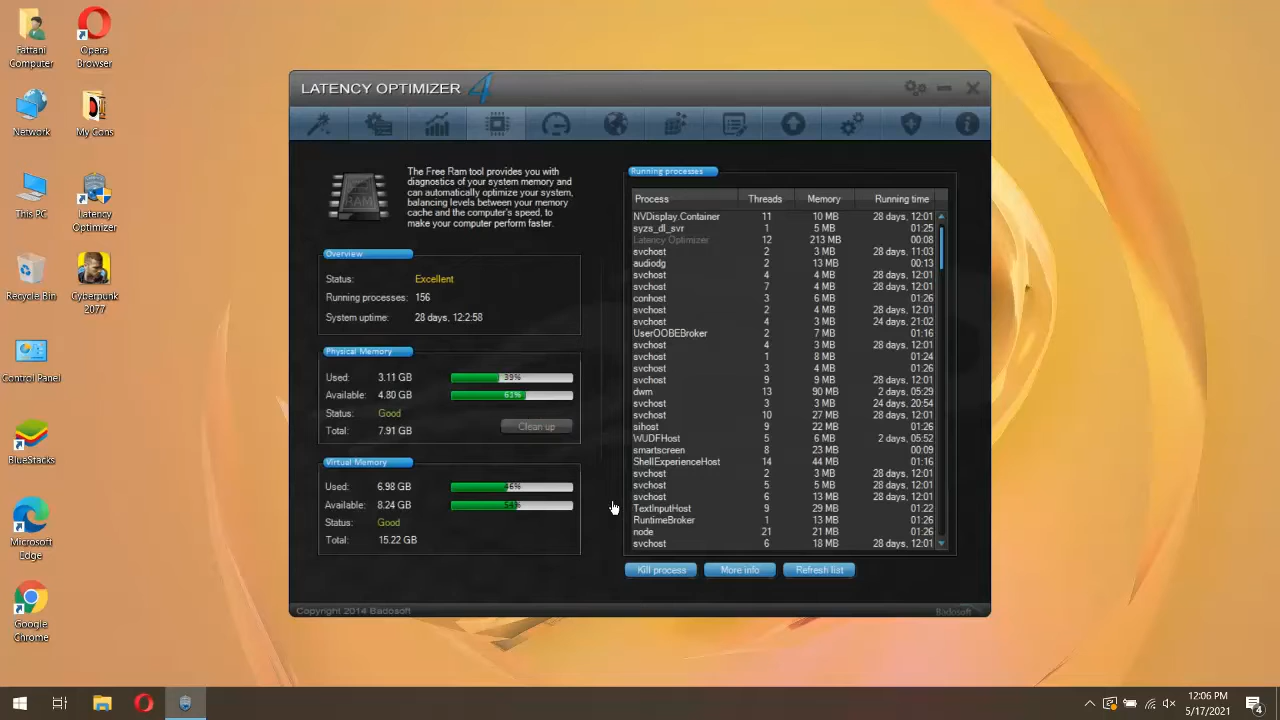 Fattani
Computer
Opera
Browser
Network
My Cons
This PC
Latency
Optimizer
Recycle Bin
Cyberpunk
2077
Control Panel
BlueStacks
Microsoft
Edge
Google
Chrome
LATENCY OPTIMIZER 4
The Free Ram tool provides you with
diagnostics of your system memory and
can automatically optimize your system,
balancing levels between your memory
cache and the computer's speed, to
make your computer perform faster.
RAM
Overview
Status: Excellent
Running processes: 156
System uptime: 28 days, 12:2:58
Physical Memory
Used: 3.11 GB 39%
Available: 4.80 GB 61%
Status: Good
Total: 7.91 GB
Clean up
Virtual Memory
Used: 6.98 GB 46%
Available: 8.24 GB 54%
Status: Good
Total: 15.22 GB
Running processes
Process Threads Memory Running time
NVDisplay.Container 11 10 MB 28 days, 12:01
syzs_dl_svr 1 5 MB 01:25
Latency Optimizer 12 213 MB 00:08
svchost 2 3 MB 28 days, 11:03
audiodg 2 13 MB 00:13
svchost 4 4 MB 28 days, 12:01
svchost 7 4 MB 28 days, 12:01
conhost 3 6 MB 01:26
svchost 2 4 MB 28 days, 12:01
svchost 4 3 MB 24 days, 21:02
UserOOBEBroker 2 7 MB 01:16
svchost 4 3 MB 28 days, 12:01
svchost 1 8 MB 01:24
svchost 3 4 MB 01:26
svchost 9 9 MB 28 days, 12:01
dwm 13 90 MB 2 days, 05:29
svchost 3 3 MB 24 days, 20:54
svchost 10 27 MB 28 days, 12:01
sihost 9 22 MB 01:26
WUDFHost 5 6 MB 2 days, 05:52
smartscreen 8 23 MB 00:09
ShellExperienceHost 14 44 MB 01:16
svchost 2 3 MB 28 days, 12:01
svchost 5 5 MB 28 days, 12:01
svchost 6 13 MB 28 days, 12:01
TextInputHost 9 29 MB 01:22
RuntimeBroker 1 13 MB 01:26
node 21 21 MB 01:26
svchost 6 18 MB 28 days, 12:01
Kill process
More info
Refresh list
Copyright 2014 Badosoft
Badosoft
12:06 PM
5/17/2021
4